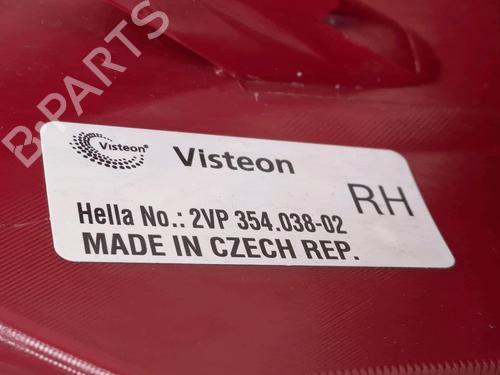 B-PARTS
Visteon®
Visteon
RH
Hella No.: 2VP 354.038-02
MADE IN CZECH REP.